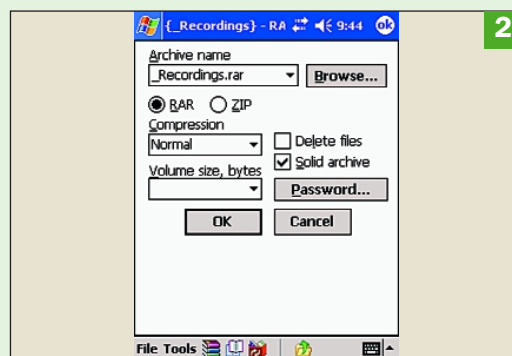 {_Recordings} - RA 9:44 ok
2
Archive name
_Recordings.rar Browse...
RAR ZIP
Compression
Normal Delete files
Solid archive
Volume size, bytes
Password...
OK Cancel
File Tools